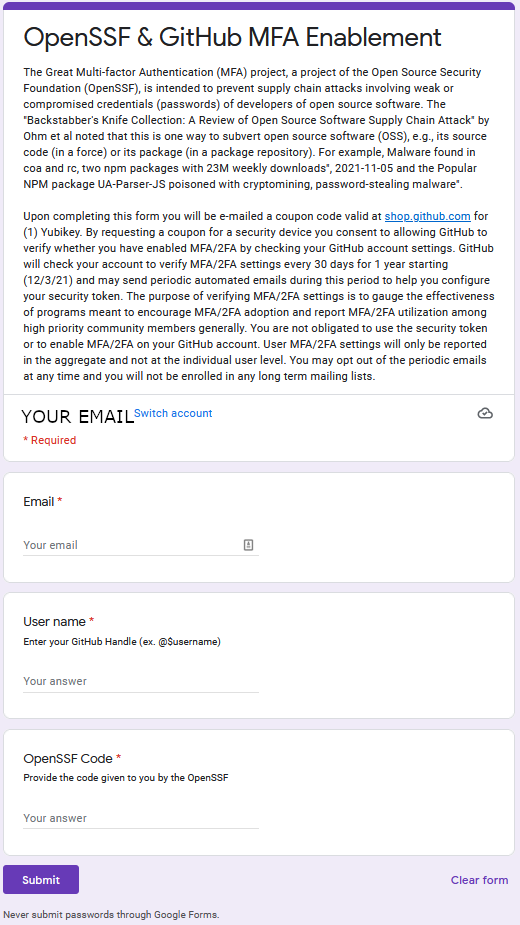 OpenSSF & GitHub MFA Enablement
The Great Multi-factor Authentication (MFA) project, a project of the Open Source Security
Foundation (OpenSSF), is intended to prevent supply chain attacks involving weak or
compromised credentials (passwords) of developers of open source software. The
"Backstabber's Knife Collection: A Review of Open Source Software Supply Chain Attack" by
Ohm et al noted that this is one way to subvert open source software (OSS), e.g., its source
code (in a force) or its package (in a package repository). For example, Malware found in
coa and rc, two npm packages with 23M weekly downloads", 2021-11-05 and the Popular
NPM package UA-Parser-JS poisoned with cryptomining, password-stealing malware".
Upon completing this form you will be e-mailed a coupon code valid at shop.github.com for
(1) Yubikey. By requesting a coupon for a security device you consent to allowing GitHub to
verify whether you have enabled MFA/2FA by checking your GitHub account settings. GitHub
will check your account to verify MFA/2FA settings every 30 days for 1 year starting
(12/3/21) and may send periodic automated emails during this period to help you configure
your security token. The purpose of verifying MFA/2FA settings is to gauge the effectiveness
of programs meant to encourage MFA/2FA adoption and report MFA/2FA utilization among
high priority community members generally. You are not obligated to use the security token
or to enable MFA/2FA on your GitHub account. User MFA/2FA settings will only be reported
in the aggregate and not at the individual user level. You may opt out of the periodic emails
at any time and you will not be enrolled in any long term mailing lists.
YOUR EMAIL Switch account
* Required
Email *
Your email
User name *
Enter your GitHub Handle (ex. @$username)
Your answer
OpenSSF Code *
Provide the code given to you by the OpenSSF
Your answer
Submit Clear form
Never submit passwords through Google Forms.